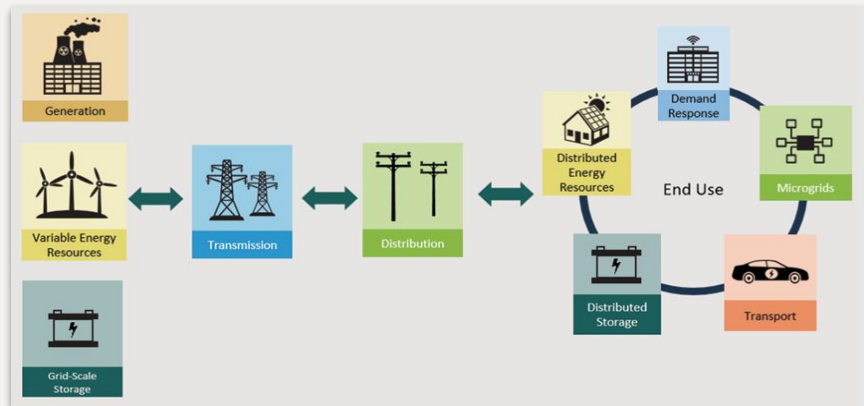 Generation
Variable Energy
Resources
Grid-Scale
Storage
Transmission
Distribution
Distributed
Energy
Resources
Demand
Response
Microgrids
End Use
Distributed
Storage
Transport